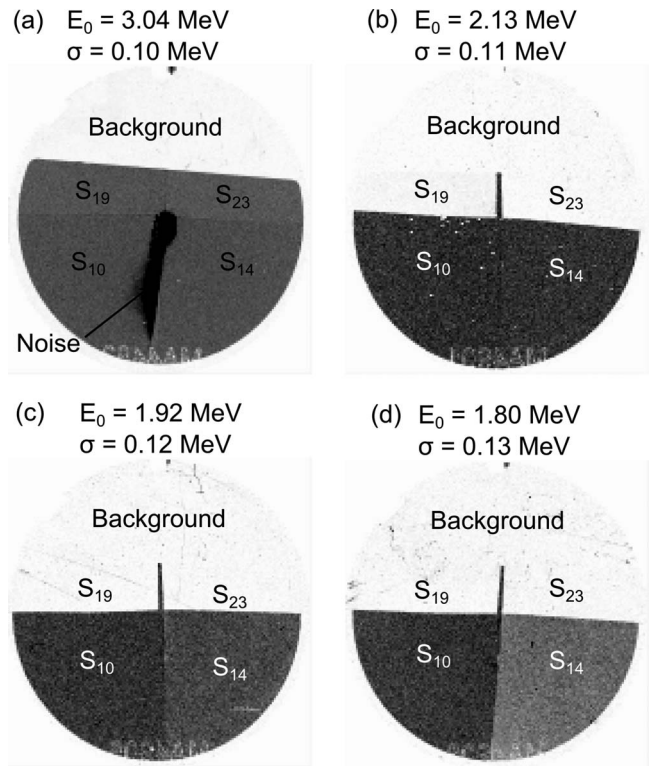 (a) E₀ = 3.04 MeV
σ = 0.10 MeV
Background
S₁₉
S₂₃
S₁₀
S₁₄
Noise
(b) E₀ = 2.13 MeV
σ = 0.11 MeV
Background
S₁₉
S₂₃
S₁₀
S₁₄
(c) E₀ = 1.92 MeV
σ = 0.12 MeV
Background
S₁₉
S₂₃
S₁₀
S₁₄
(d) E₀ = 1.80 MeV
σ = 0.13 MeV
Background
S₁₉
S₂₃
S₁₀
S₁₄